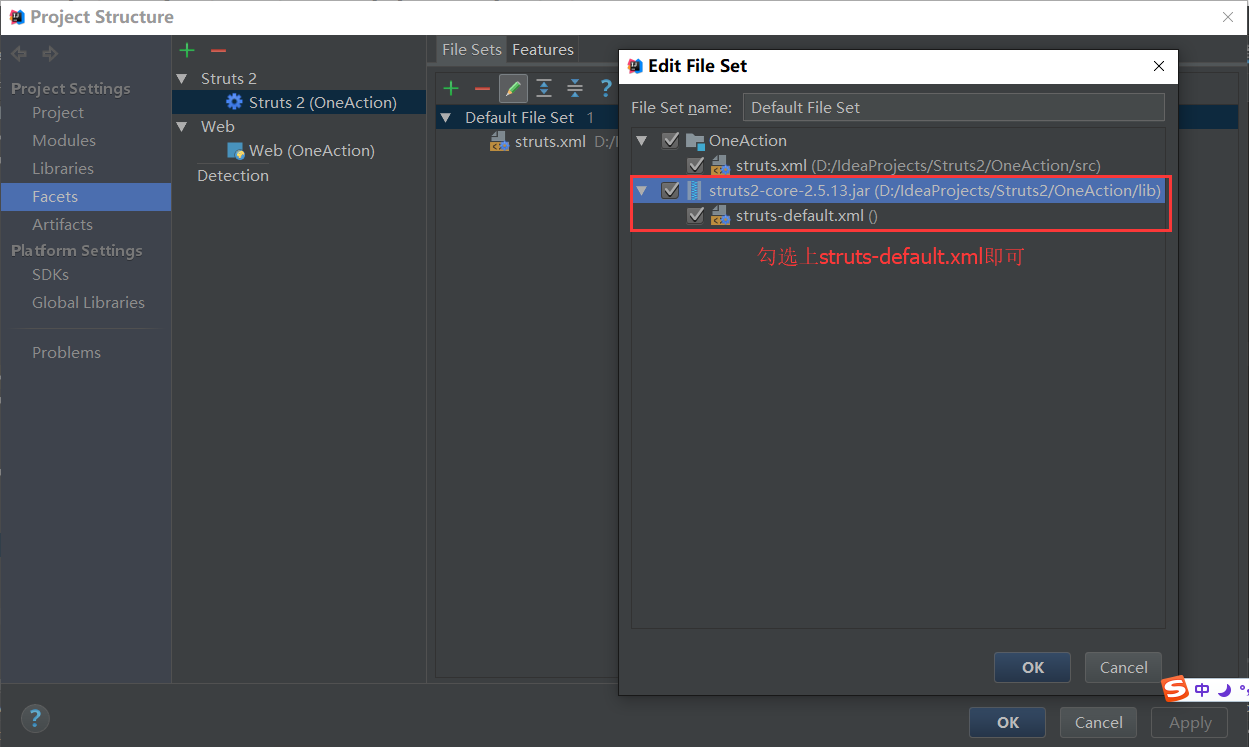 Project Structure
Project Settings
Project
Modules
Libraries
Facets
Artifacts
Platform Settings
SDKs
Global Libraries
Problems
Struts 2
Struts 2 (OneAction)
Web
Web (OneAction)
Detection
File Sets Features
Default File Set 1
struts.xml D:/I
Edit File Set
File Set name: Default File Set
OneAction
struts.xml (D:/IdeaProjects/Struts2/OneAction/src)
struts2-core-2.5.13.jar (D:/IdeaProjects/Struts2/OneAction/lib)
struts-default.xml ()
勾选上struts-default.xml即可
OK Cancel
S 中
? OK Cancel Apply